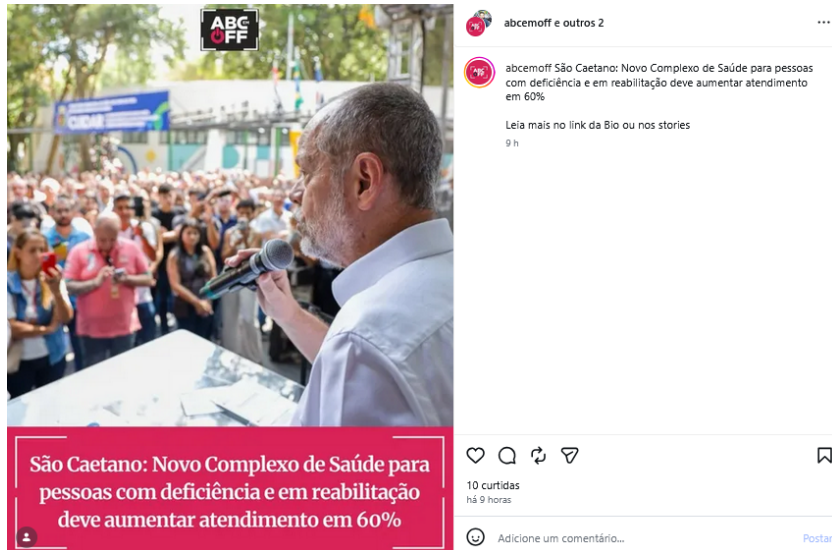 ABC
OFF
CUIDAR
São Caetano: Novo Complexo de Saúde para
pessoas com deficiência e em reabilitação
deve aumentar atendimento em 60%
abcemoff e outros 2
abcemoff São Caetano: Novo Complexo de Saúde para pessoas
com deficiência e em reabilitação deve aumentar atendimento
em 60%
Leia mais no link da Bio ou nos stories
9 h
10 curtidas
há 9 horas
Adicione um comentário...
Postar